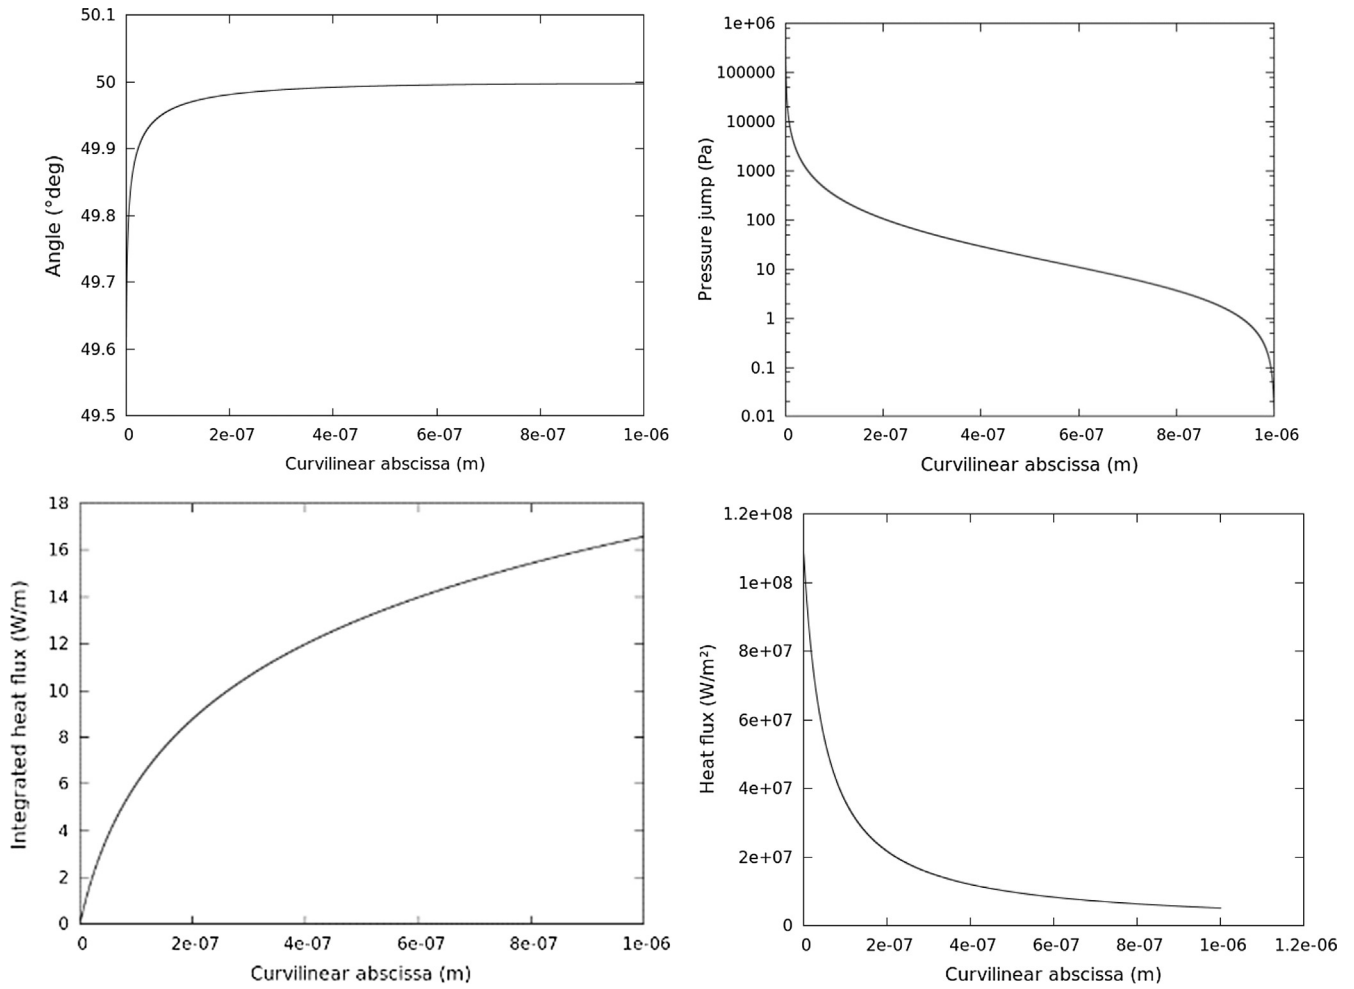 50.1
50
49.9
49.8
49.7
49.6
49.5
Angle (°deg)
0 2e-07 4e-07 6e-07 8e-07 1e-06
Curvilinear abscissa (m)
1e+06
100000
10000
1000
100
10
1
0.1
0.01
Pressure jump (Pa)
0 2e-07 4e-07 6e-07 8e-07 1e-06
Curvilinear abscissa (m)
18
16
14
12
10
8
6
4
2
0
Integrated heat flux (W/m)
0 2e-07 4e-07 6e-07 8e-07 1e-06
Curvilinear abscissa (m)
1.2e+08
1e+08
8e+07
6e+07
4e+07
2e+07
0
Heat flux (W/m²)
0 2e-07 4e-07 6e-07 8e-07 1e-06 1.2e-06
Curvilinear abscissa (m)